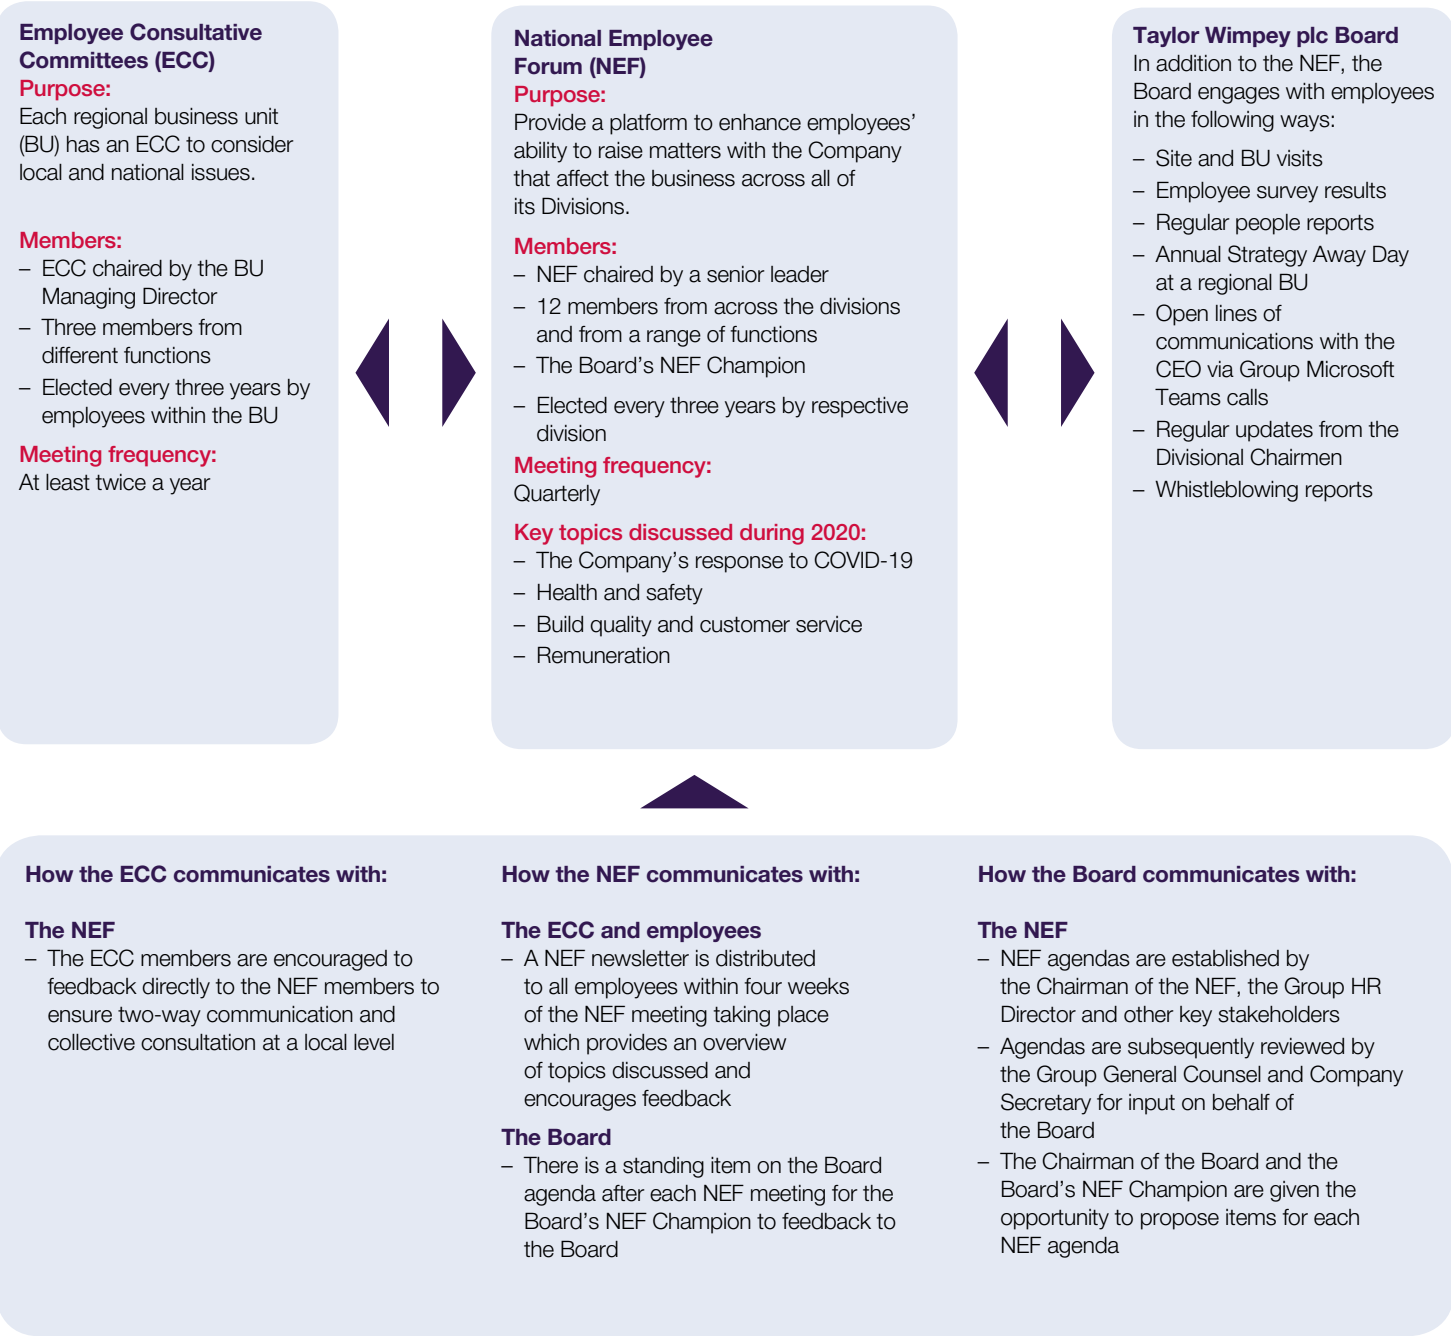 Employee Consultative
Committees (ECC)
Purpose:
Each regional business unit
(BU) has an ECC to consider
local and national issues.
Members:
– ECC chaired by the BU
Managing Director
– Three members from
different functions
– Elected every three years by
employees within the BU
Meeting frequency:
At least twice a year
National Employee
Forum (NEF)
Purpose:
Provide a platform to enhance employees’
ability to raise matters with the Company
that affect the business across all of
its Divisions.
Members:
– NEF chaired by a senior leader
– 12 members from across the divisions
and from a range of functions
– The Board’s NEF Champion
– Elected every three years by respective
division
Meeting frequency:
Quarterly
Key topics discussed during 2020:
– The Company’s response to COVID-19
– Health and safety
– Build quality and customer service
– Remuneration
Taylor Wimpey plc Board
In addition to the NEF, the
Board engages with employees
in the following ways:
– Site and BU visits
– Employee survey results
– Regular people reports
– Annual Strategy Away Day
at a regional BU
– Open lines of
communications with the
CEO via Group Microsoft
Teams calls
– Regular updates from the
Divisional Chairmen
– Whistleblowing reports
How the ECC communicates with:
The NEF
– The ECC members are encouraged to
feedback directly to the NEF members to
ensure two-way communication and
collective consultation at a local level
How the NEF communicates with:
The ECC and employees
– A NEF newsletter is distributed
to all employees within four weeks
of the NEF meeting taking place
which provides an overview
of topics discussed and
encourages feedback
The Board
– There is a standing item on the Board
agenda after each NEF meeting for the
Board’s NEF Champion to feedback to
the Board
How the Board communicates with:
The NEF
– NEF agendas are established by
the Chairman of the NEF, the Group HR
Director and other key stakeholders
– Agendas are subsequently reviewed by
the Group General Counsel and Company
Secretary for input on behalf of
the Board
– The Chairman of the Board and the
Board’s NEF Champion are given the
opportunity to propose items for each
NEF agenda